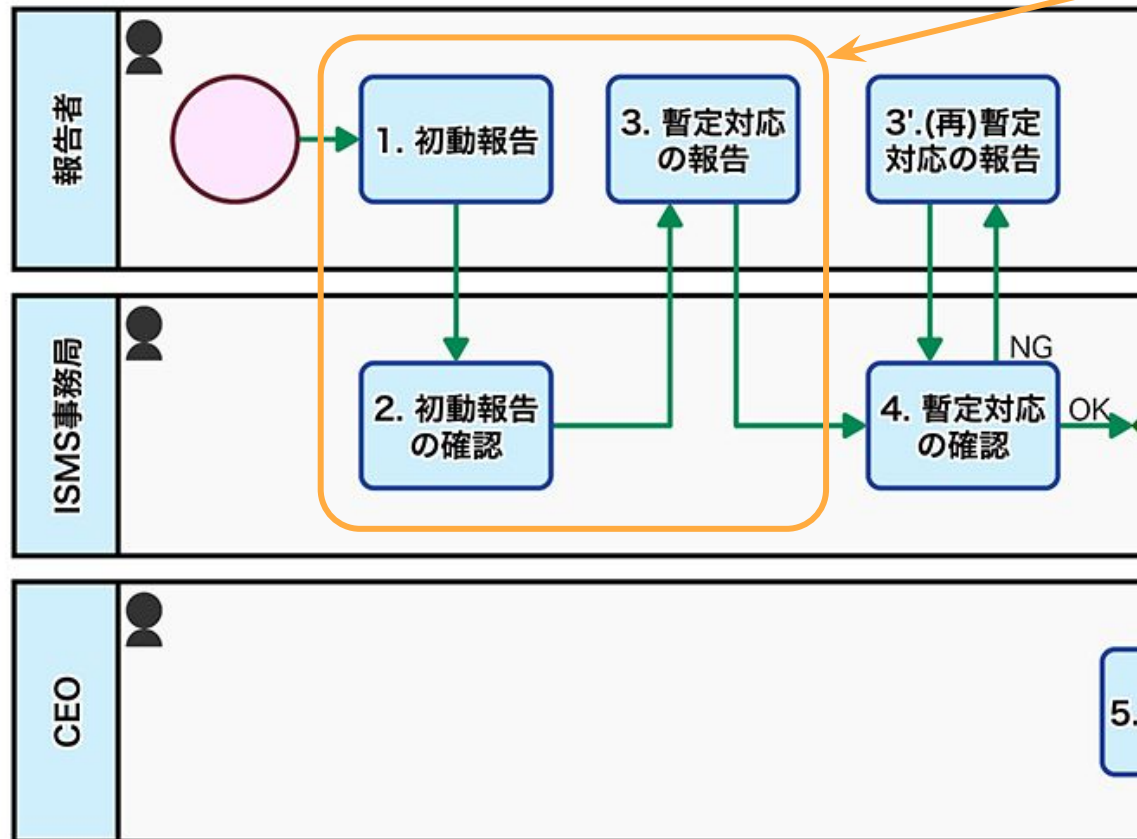 報告者
1. 初動報告
3. 暫定対応
の報告
3'.(再)暫定
対応の報告
ISMS事務局
2. 初動報告
の確認
4. 暫定対応
の確認
NG
OK
CEO
5.